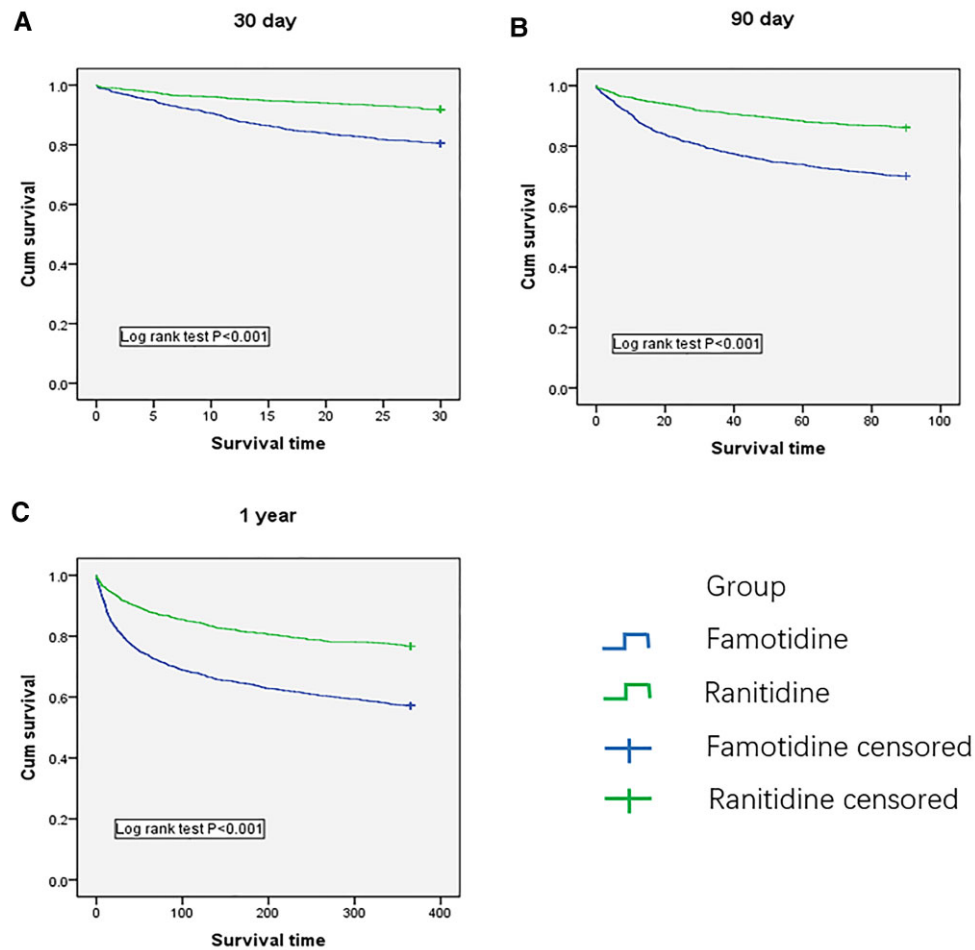 A
30 day
Cum survival
1.0
0.8
0.6
0.4
0.2
0.0
Log rank test P<0.001
0 5 10 15 20 25 30
Survival time
B
90 day
Cum survival
1.0
0.8
0.6
0.4
0.2
0.0
Log rank test P<0.001
0 20 40 60 80 100
Survival time
C
1 year
Cum survival
1.0
0.8
0.6
0.4
0.2
0.0
Log rank test P<0.001
0 100 200 300 400
Survival time
Group
Famotidine
Ranitidine
Famotidine censored
Ranitidine censored